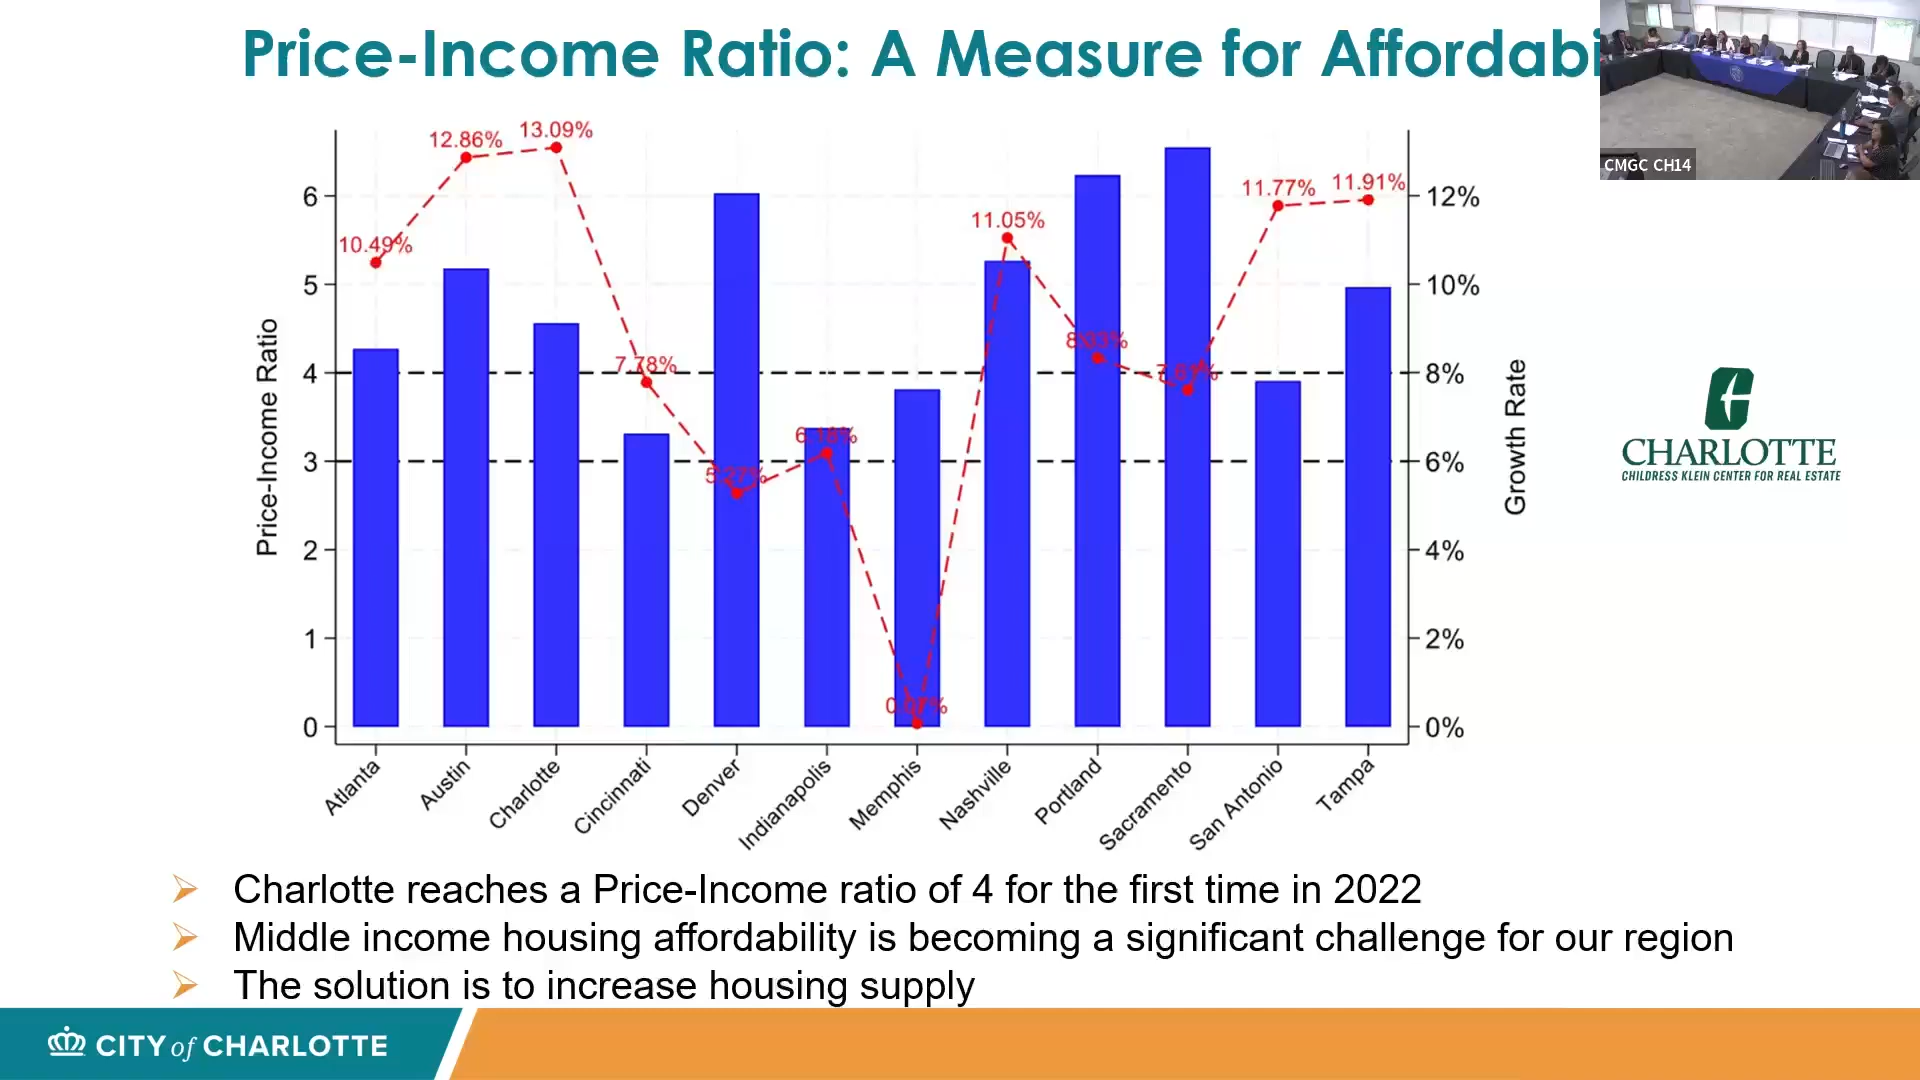 Price-Income Ratio: A Measure for Affordabi
CMGC CH14
12.86%
13.09%
10.49%
7.78%
5.27%
6.18%
11.05%
11.77%
11.91%
Price-Income Ratio
6
5
4
3
2
1
0
12%
10%
8%
6%
4%
2%
0%
Growth Rate
Atlanta
Austin
Charlotte
Cincinnati
Denver
Indianapolis
Memphis
Nashville
Portland
Sacramento
San Antonio
Tampa
CHARLOTTE
CHILDRESS KLEIN CENTER FOR REAL ESTATE
Charlotte reaches a Price-Income ratio of 4 for the first time in 2022
Middle income housing affordability is becoming a significant challenge for our region
The solution is to increase housing supply
CITY of CHARLOTTE